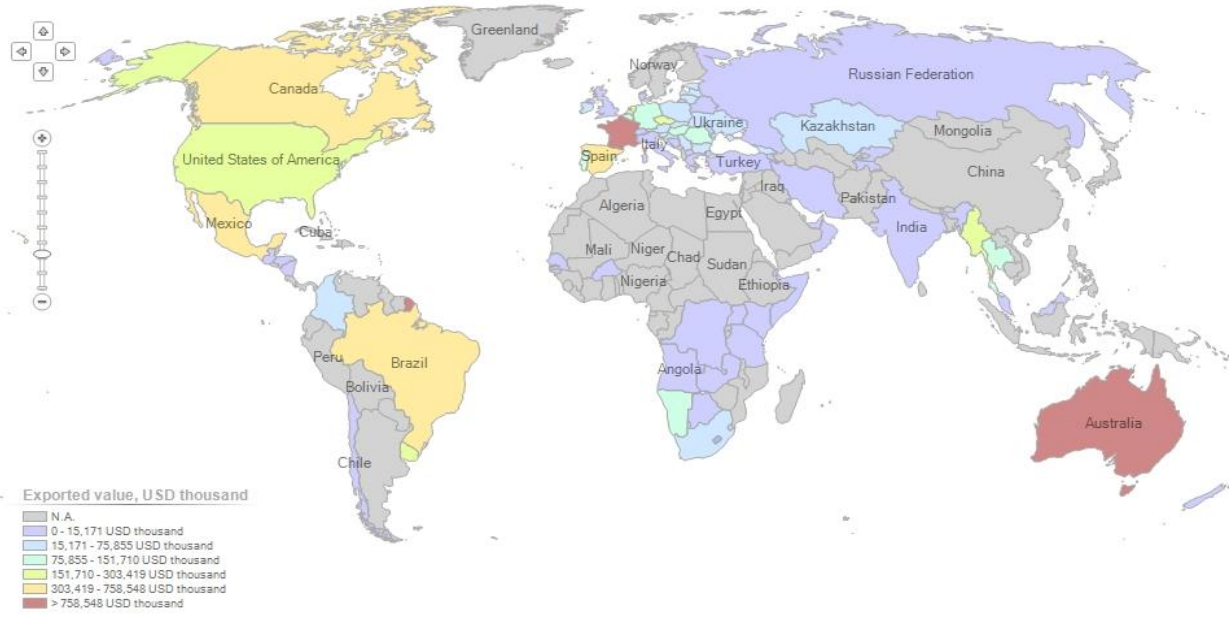 Greenland
Norway
Russian Federation
Canada
Ukraine
Kazakhstan
Mongolia
United States of America
Spain
Italy
Turkey
China
Iraq
Pakistan
Mexico
Algeria
Egypt
India
Cuba
Mali
Niger
Chad
Sudan
Nigeria
Ethiopia
Peru
Brazil
Angola
Bolivia
Australia
Chile
Exported value, USD thousand
N.A.
0 - 15,171 USD thousand
15,171 - 75,855 USD thousand
75,855 - 151,710 USD thousand
151,710 - 303,419 USD thousand
303,419 - 758,548 USD thousand
> 758,548 USD thousand